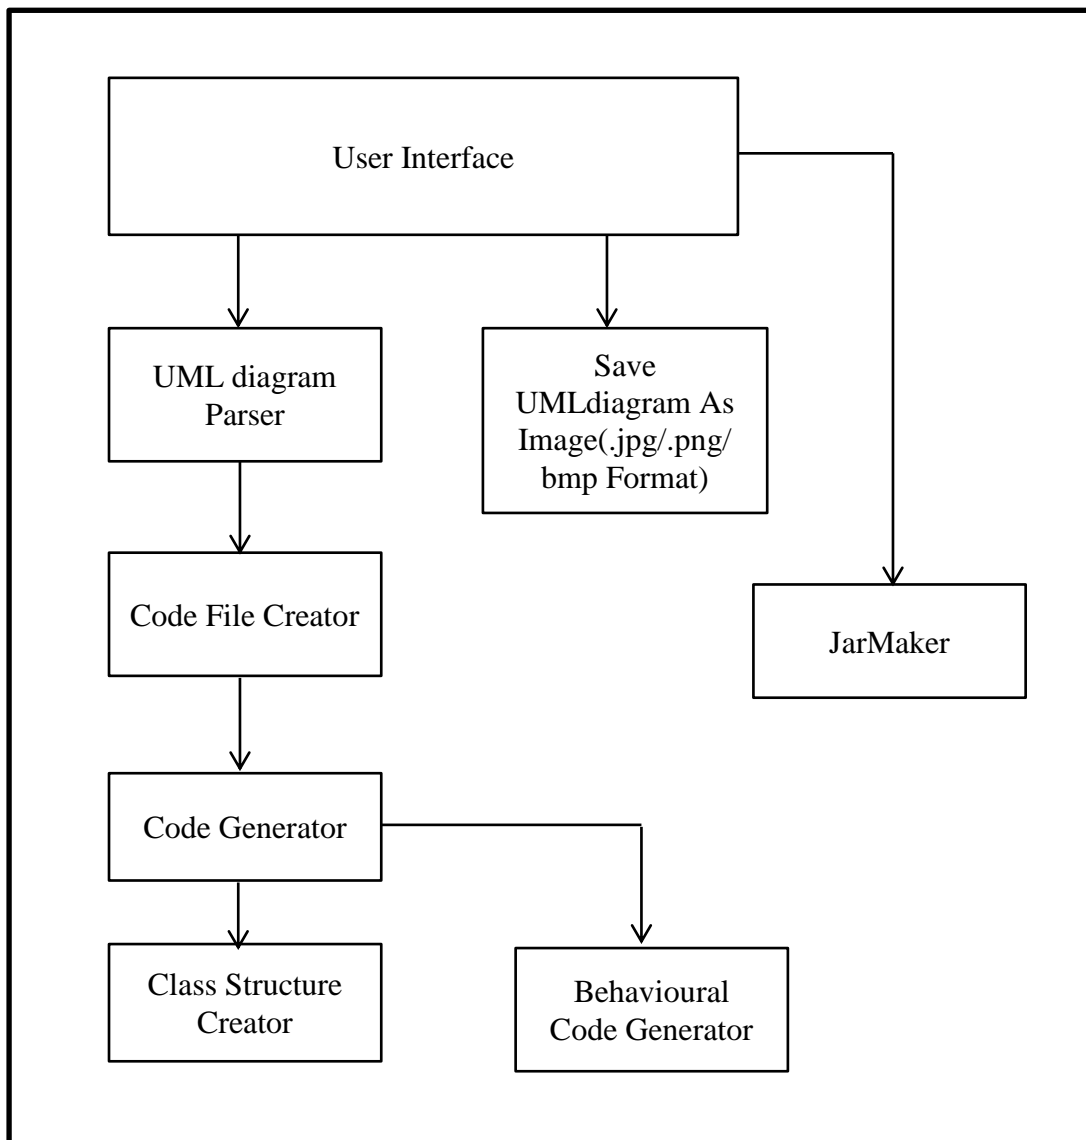 User Interface
UML diagram
Parser
Save
UMLdiagram As
Image(.jpg/.png/
bmp Format)
Code File Creator
JarMaker
Code Generator
Class Structure
Creator
Behavioural
Code Generator